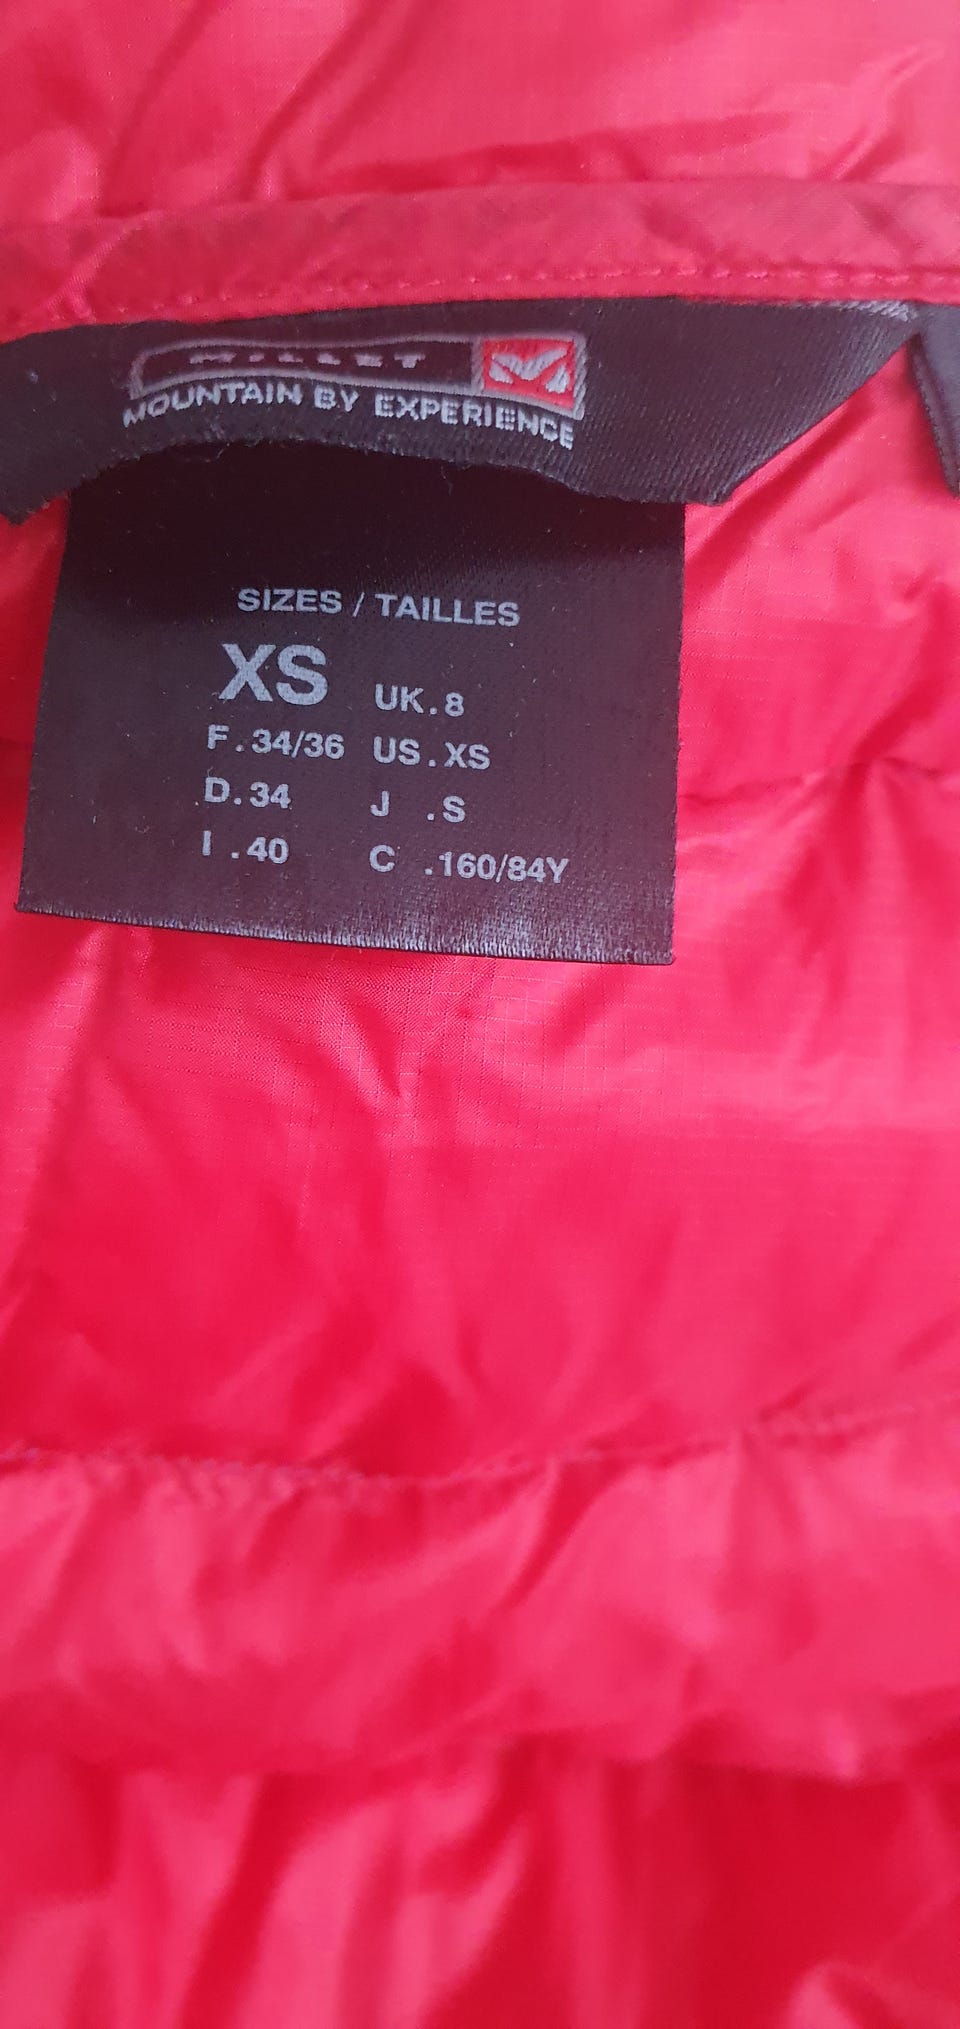 MILLET
MOUNTAIN BY EXPERIENCE
SIZES / TAILLES
XS UK.8
F.34/36 US.XS
D.34 J .S
I .40 C .160/84Y